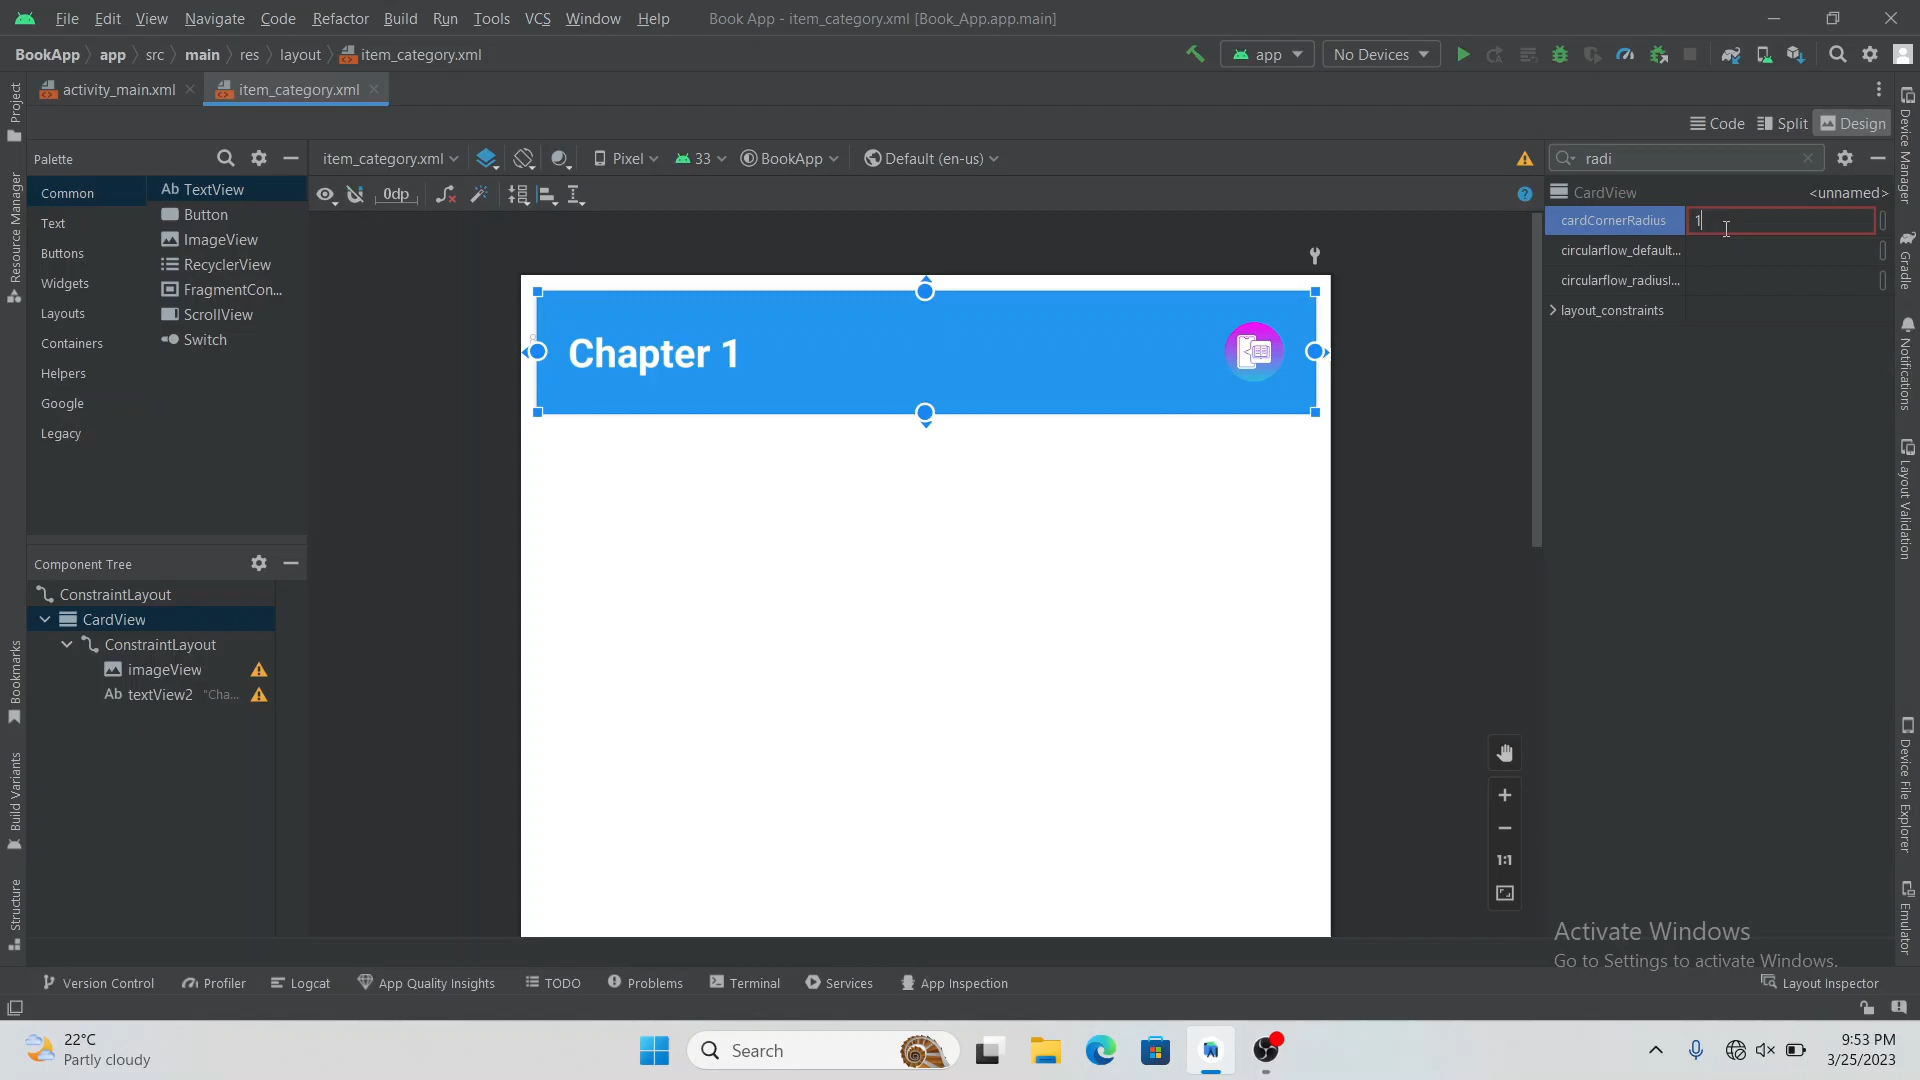 File Edit View Navigate Code Refactor Build Run Tools VCS Window Help Book App - item_category.xml [Book_App.app.main]
BookApp app src main res layout item_category.xml app No Devices
activity_main.xml item_category.xml
Code Split Design
Palette item_category.xml Pixel 33 BookApp Default (en-us) radi
Common Ab TextView 0dp CardView <unnamed>
Text Button cardCornerRadius 1
Buttons ImageView circularflow_default...
Widgets RecyclerView circularflow_radiusI...
Layouts FragmentCon... layout_constraints
Containers ScrollView
Helpers Switch
Google
Legacy
Chapter 1
Component Tree
ConstraintLayout
CardView
ConstraintLayout
imageView
Ab textView2 "Cha...
1:1
Project
Resource Manager
Bookmarks
Build Variants
Structure
Device Manager
Gradle
Notifications
Layout Validation
Device File Explorer
Emulator
Activate Windows
Go to Settings to activate Windows.
Version Control Profiler Logcat App Quality Insights TODO Problems Terminal Services App Inspection Layout Inspector
22°C
Partly cloudy
Search
9:53 PM
3/25/2023